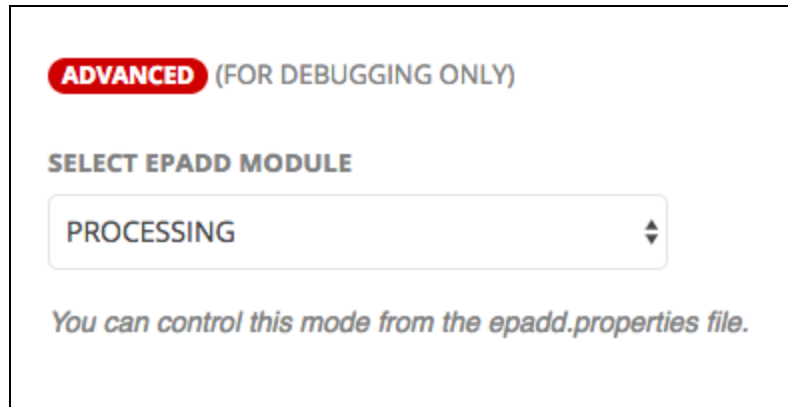 ADVANCED (FOR DEBUGGING ONLY)
SELECT EPADD MODULE
PROCESSING
You can control this mode from the epadd.properties file.